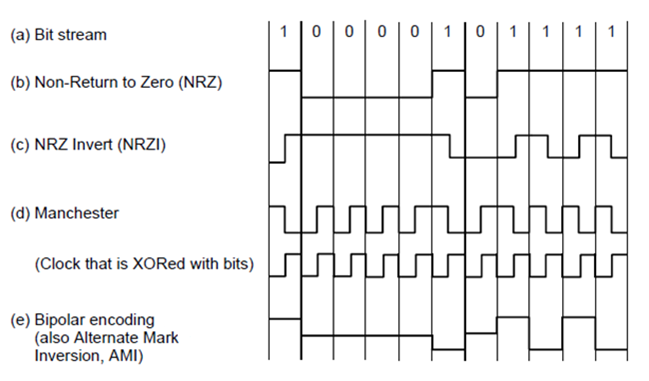 (a) Bit stream 1 0 0 0 0 1 0 1 1 1 1
(b) Non-Return to Zero (NRZ)
(c) NRZ Invert (NRZI)
(d) Manchester
(Clock that is XORed with bits)
(e) Bipolar encoding
(also Alternate Mark
Inversion, AMI)